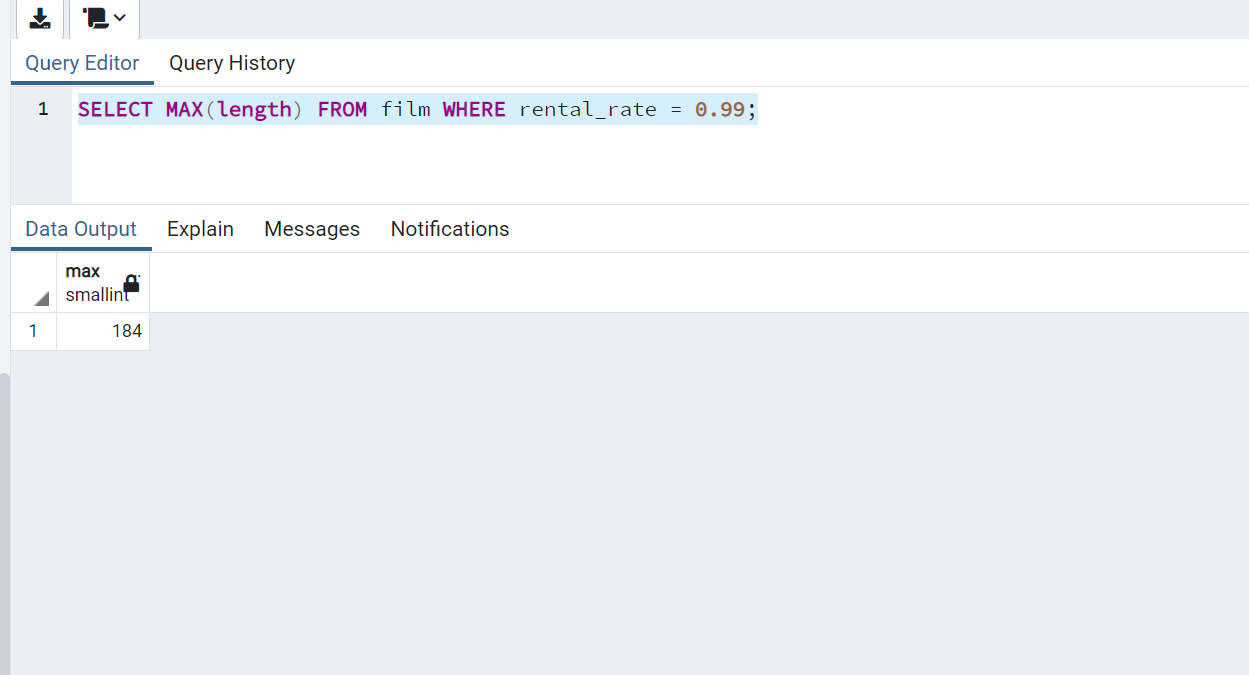 Query Editor Query History
1 SELECT MAX(length) FROM film WHERE rental_rate = 0.99;
Data Output Explain Messages Notifications
max
smallint
1 184